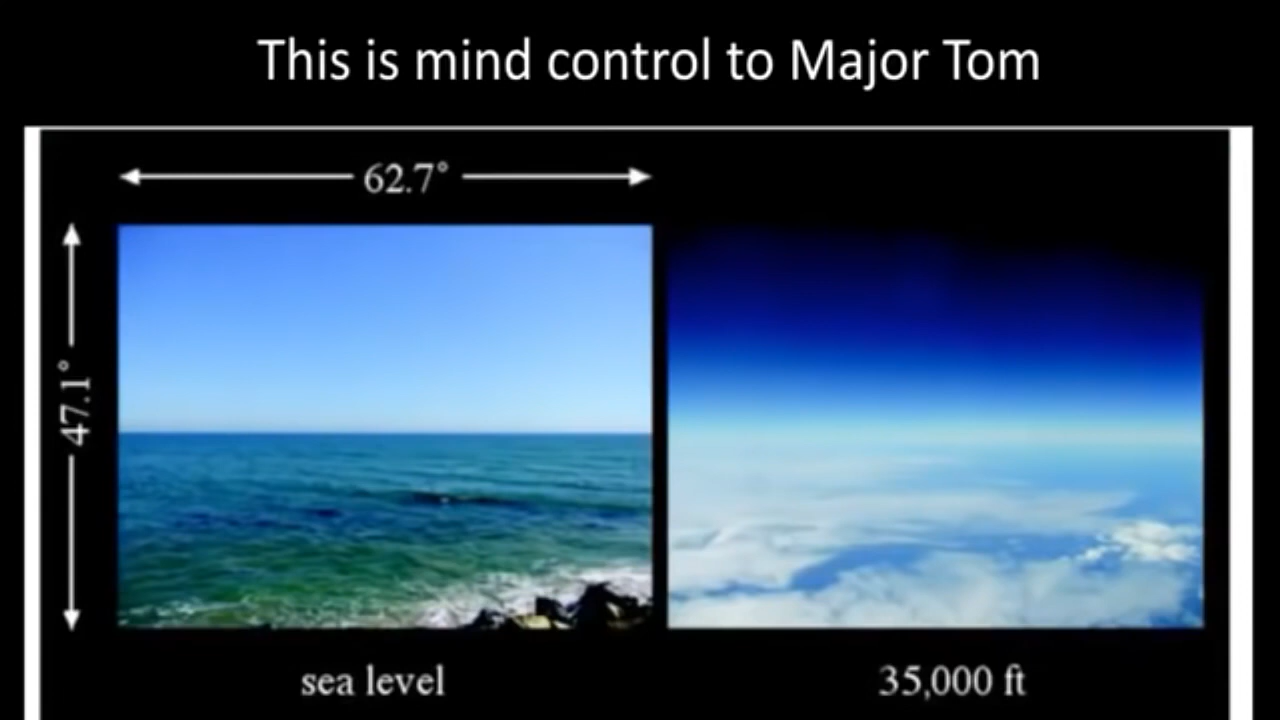 This is mind control to Major Tom
62.7°
47.1°
sea level
35,000 ft